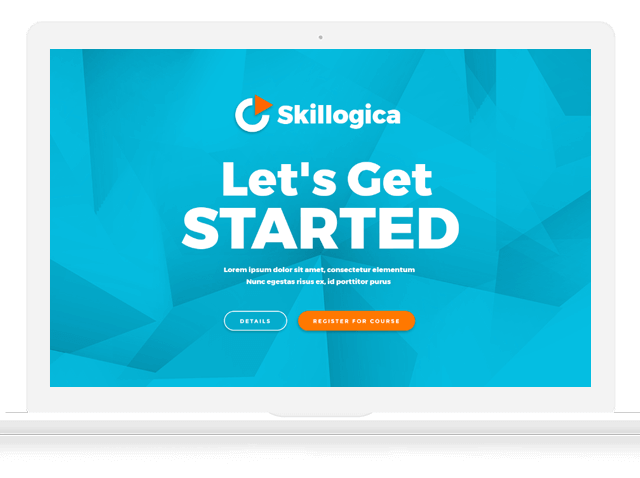 Skillogica
Let's Get
STARTED
Lorem ipsum dolor sit amet, consectetur elementum
Nunc egestas risus ex, id porttitor purus
DETAILS
REGISTER FOR COURSE